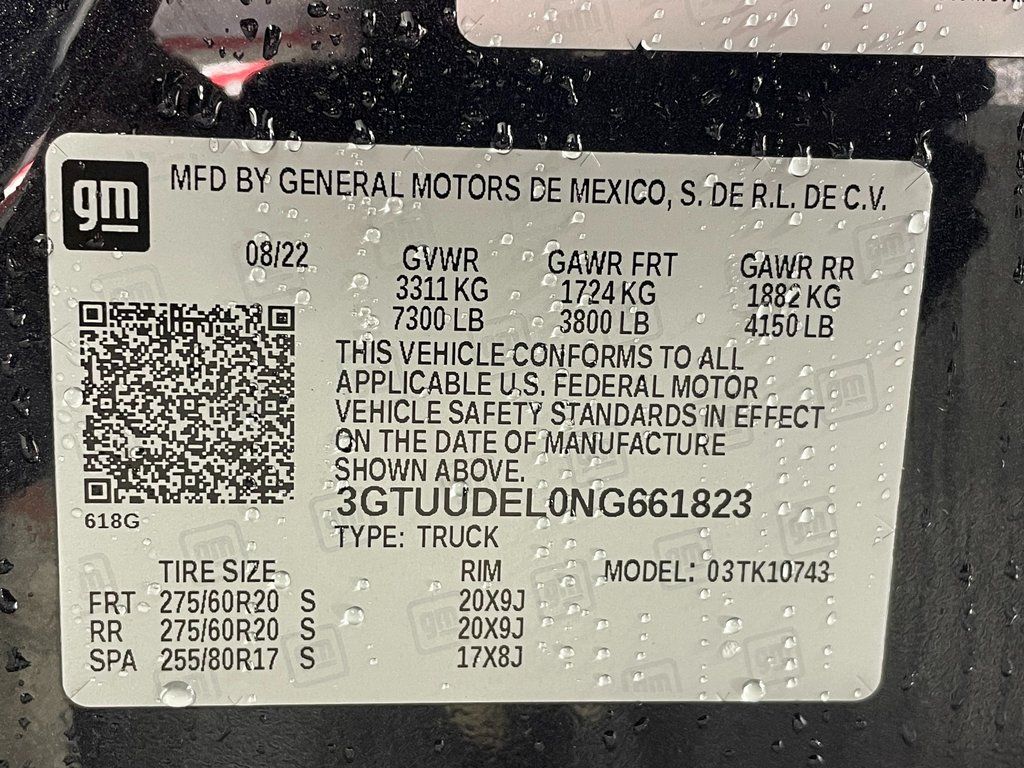 gm
MFD BY GENERAL MOTORS DE MEXICO, S. DE R.L. DE C.V.
08/22 GVWR GAWR FRT GAWR RR
3311 KG 1724 KG 1882 KG
7300 LB 3800 LB 4150 LB
THIS VEHICLE CONFORMS TO ALL
APPLICABLE U.S. FEDERAL MOTOR
VEHICLE SAFETY STANDARDS IN EFFECT
ON THE DATE OF MANUFACTURE
SHOWN ABOVE.
3GTUUDEL0NG661823
618G
TYPE: TRUCK
TIRE SIZE RIM MODEL: 03TK10743
FRT 275/60R20 S 20X9J
RR 275/60R20 S 20X9J
SPA 255/80R17 S 17X8J